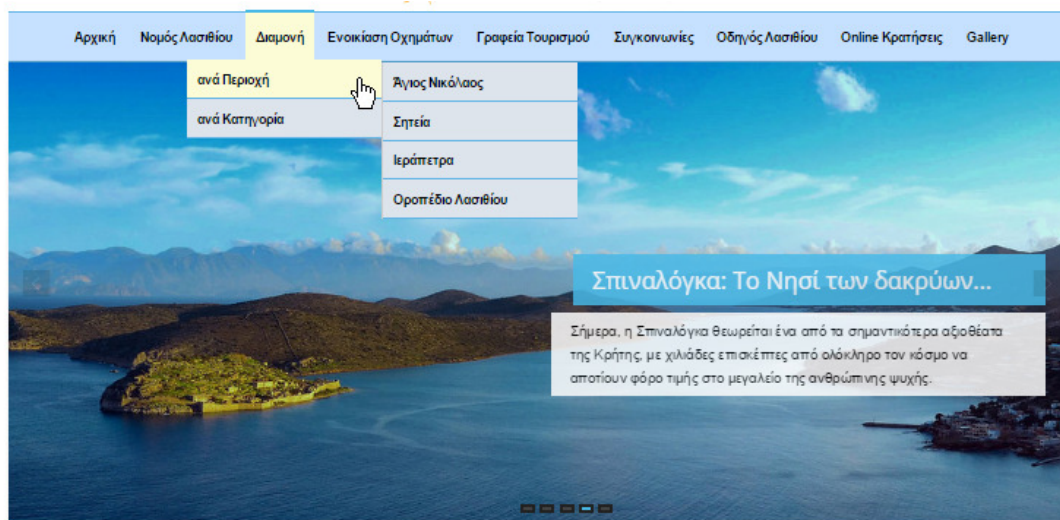 Αρχική Νομός Λασιθίου Διαμονή Ενοικίαση Οχημάτων Γραφεία Τουρισμού Συγκοινωνίες Οδηγός Λασιθίου Online Κρατήσεις Gallery
ανά Περιοχή
Άγιος Νικόλαος
ανά Κατηγορία
Σητεία
Ιεράπετρα
Οροπέδιο Λασιθίου
Σπιναλόγκα: Το Νησί των δακρύων...
Σήμερα, η Σπιναλόγκα θεωρείται ένα από τα σημαντικότερα αξιοθέατα
της Κρήτης, με χιλιάδες επισκέπτες από ολόκληρο τον κόσμο να
αποτίουν φόρο τιμής στο μεγαλείο της ανθρώπινης ψυχής.